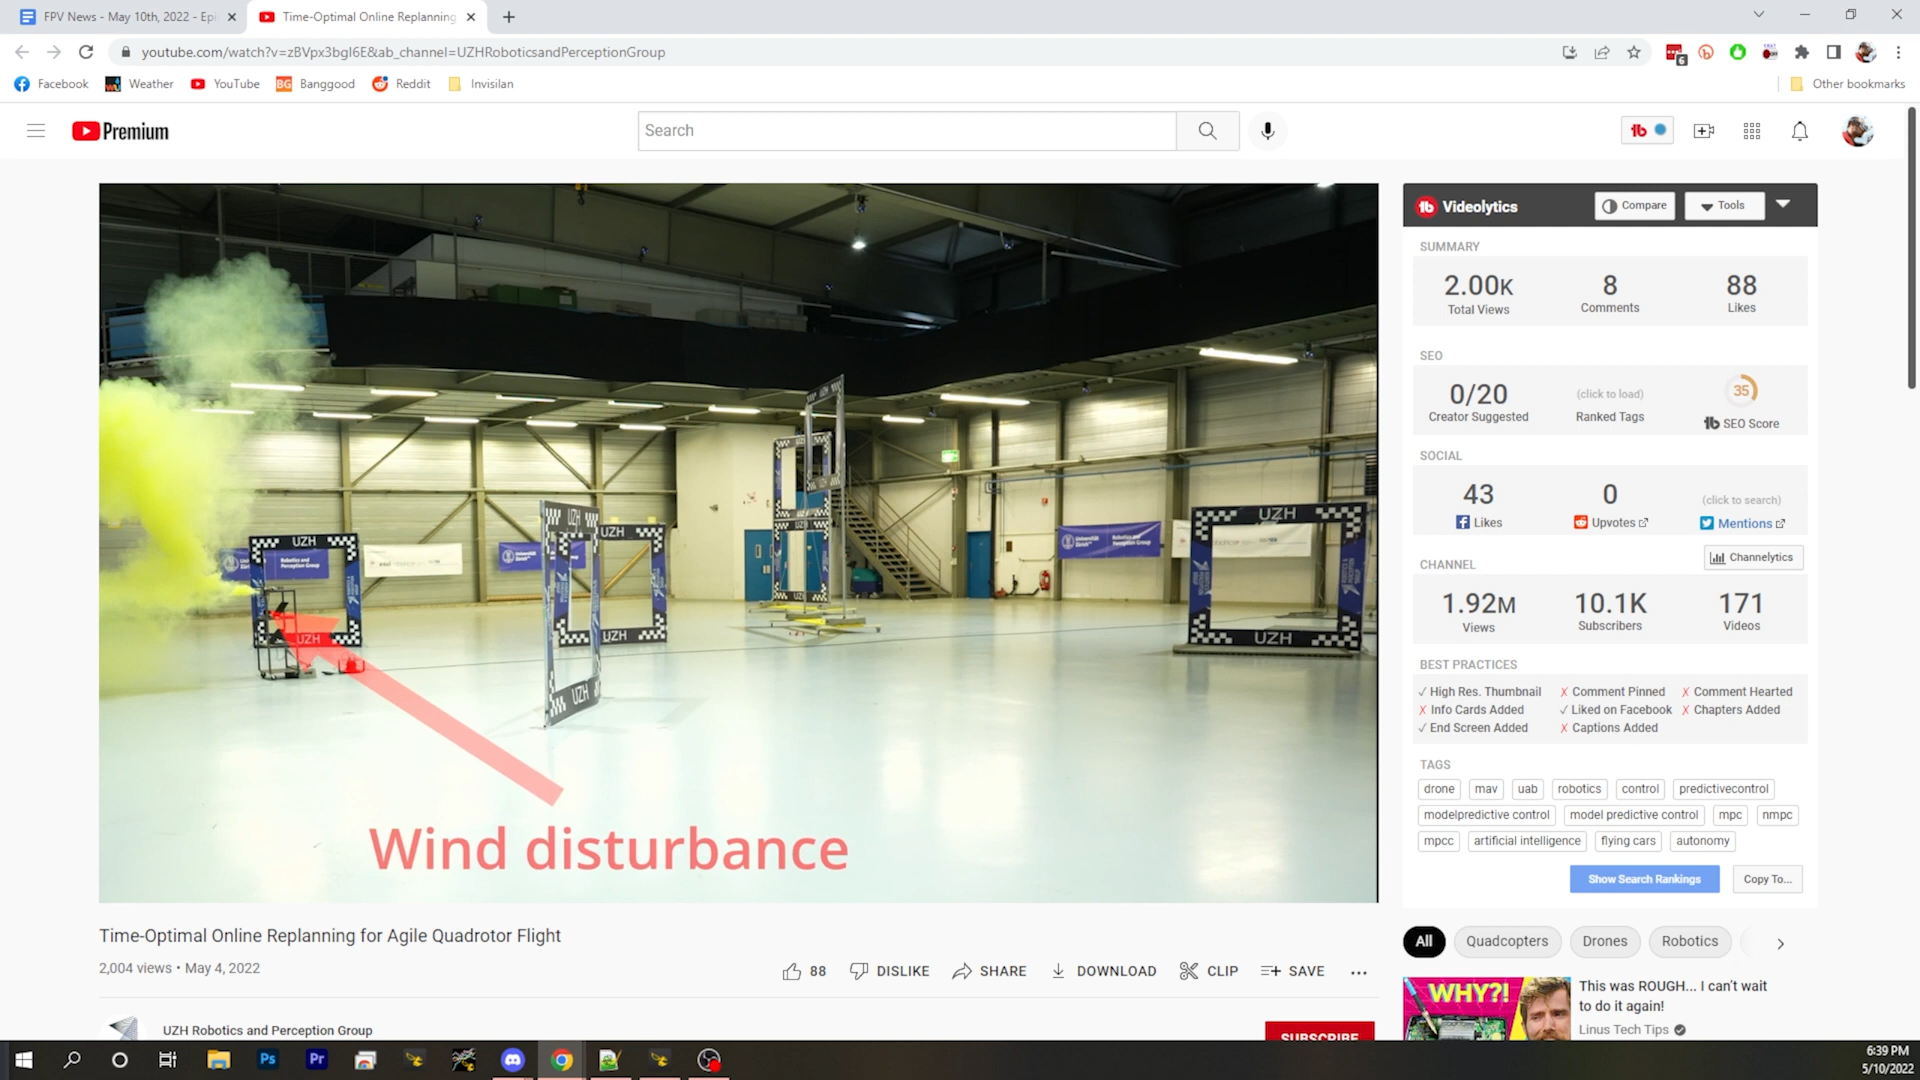 FPV News - May 10th, 2022 - Epi
Time-Optimal Online Replanning
youtube.com/watch?v=zBVpx3bgI6E&ab_channel=UZHRoboticsandPerceptionGroup
6
Facebook
Weather
YouTube
BG Banggood
Reddit
Invisilan
Other bookmarks
Premium
Search
UZH
UZH
UZH
UZH
UZH
UZH
UZH
UZH
Wind disturbance
Time-Optimal Online Replanning for Agile Quadrotor Flight
2,004 views • May 4, 2022
88
DISLIKE
SHARE
DOWNLOAD
CLIP
SAVE
UZH Robotics and Perception Group
SUBSCRIBE
Videolytics
Compare
Tools
SUMMARY
2.00K 8 88
Total Views Comments Likes
SEO
0/20 (click to load) 35
Creator Suggested Ranked Tags SEO Score
SOCIAL
43 0 (click to search)
Likes Upvotes Mentions
CHANNEL
Channelytics
1.92M 10.1K 171
Views Subscribers Videos
BEST PRACTICES
✓ High Res. Thumbnail ✗ Comment Pinned ✗ Comment Hearted
✗ Info Cards Added ✓ Liked on Facebook ✗ Chapters Added
✓ End Screen Added ✗ Captions Added
TAGS
drone mav uab robotics control predictivecontrol
modelpredictive control model predictive control mpc nmpc
mpcc artificial intelligence flying cars autonomy
Show Search Rankings
Copy To...
All Quadcopters Drones Robotics
WHY?!
This was ROUGH... I can't wait
to do it again!
Linus Tech Tips
Ps
Pr
6:39 PM
5/10/2022